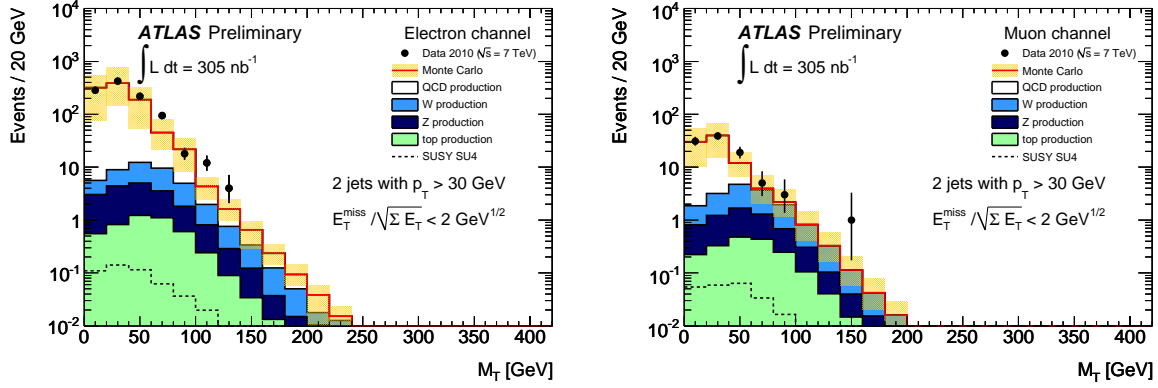 ATLAS Preliminary
∫ L dt = 305 nb⁻¹
Electron channel
Data 2010 (√s = 7 TeV)
Monte Carlo
QCD production
W production
Z production
top production
SUSY SU4
2 jets with p_T > 30 GeV
E_T^miss /√Σ E_T < 2 GeV^1/2
Events / 20 GeV
10⁴
10³
10²
10
1
10⁻¹
10⁻²
0 50 100 150 200 250 300 350 400
M_T [GeV]
ATLAS Preliminary
∫ L dt = 305 nb⁻¹
Muon channel
Data 2010 (√s = 7 TeV)
Monte Carlo
QCD production
W production
Z production
top production
SUSY SU4
2 jets with p_T > 30 GeV
E_T^miss /√Σ E_T < 2 GeV^1/2
Events / 20 GeV
10⁴
10³
10²
10
1
10⁻¹
10⁻²
0 50 100 150 200 250 300 350 400
M_T [GeV]